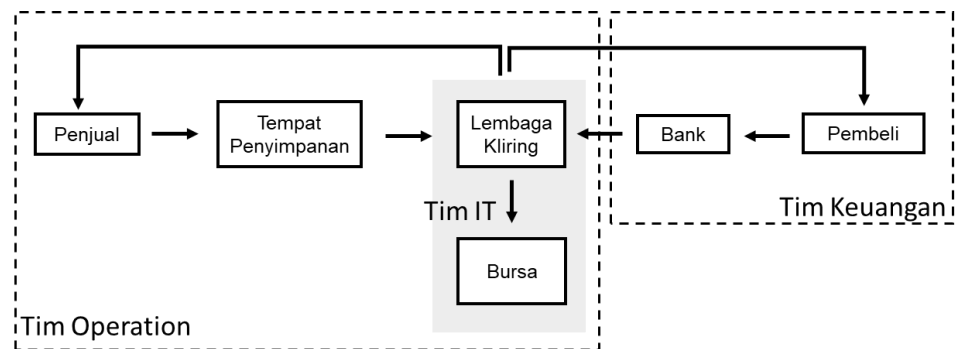 Penjual
Tempat
Penyimpanan
Lembaga
Kliring
Bank
Pembeli
Tim IT
Tim Keuangan
Bursa
Tim Operation